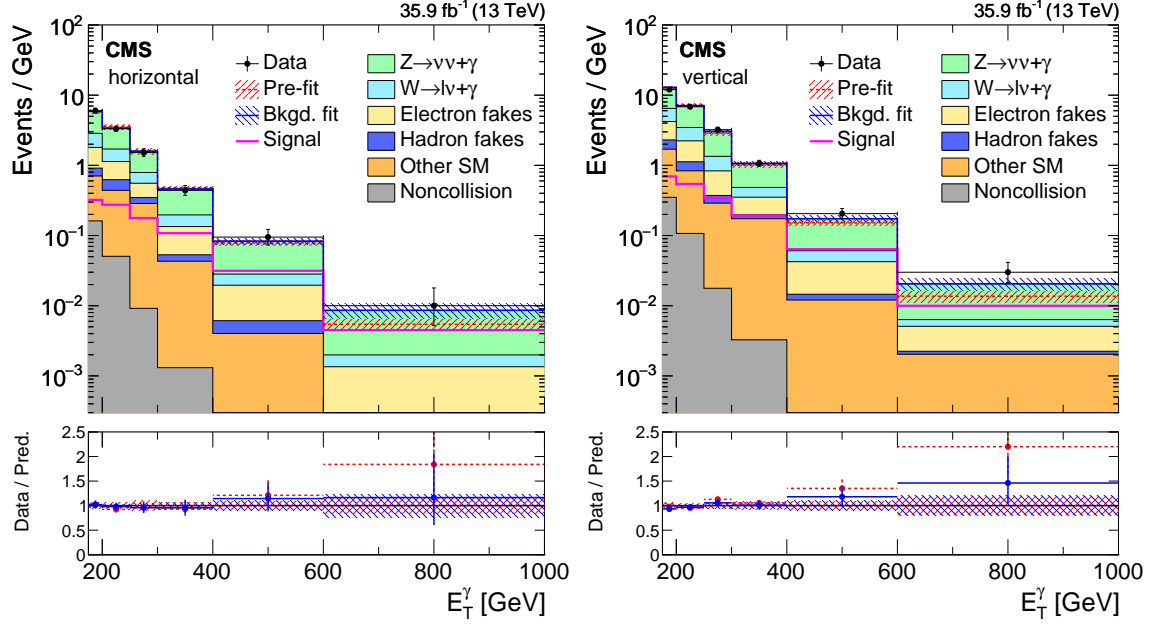 35.9 fb⁻¹ (13 TeV)
CMS
horizontal
Data
Pre-fit
Bkgd. fit
Signal
Z→νν+γ
W→lν+γ
Electron fakes
Hadron fakes
Other SM
Noncollision
Events / GeV
10²
10
1
10⁻¹
10⁻²
10⁻³
Data / Pred.
2.5
2
1.5
1
0.5
0
200 400 600 800 1000
E_T^γ [GeV]
35.9 fb⁻¹ (13 TeV)
CMS
vertical
Data
Pre-fit
Bkgd. fit
Signal
Z→νν+γ
W→lν+γ
Electron fakes
Hadron fakes
Other SM
Noncollision
Events / GeV
10²
10
1
10⁻¹
10⁻²
10⁻³
Data / Pred.
2.5
2
1.5
1
0.5
0
200 400 600 800 1000
E_T^γ [GeV]